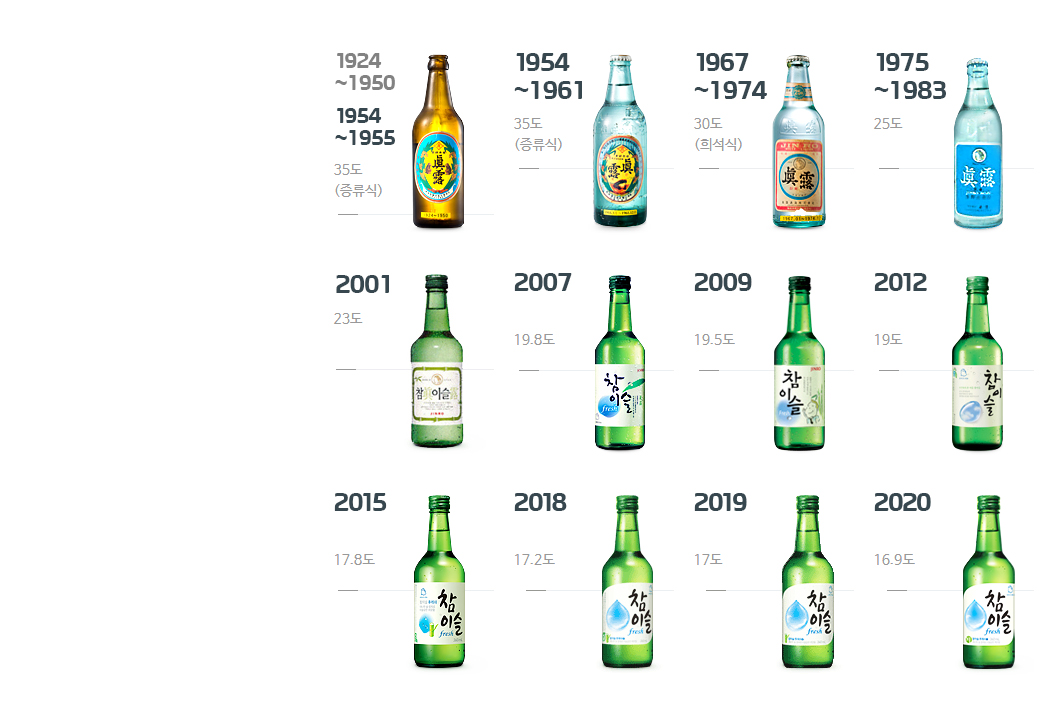 1924
~1950
1954
~1955
35도
(증류식)
1954
~1961
35도
(증류식)
1967
~1974
30도
(희석식)
1975
~1983
25도
眞露
眞露
JINRO
眞露
眞露
2001
23도
2007
19.8도
2009
19.5도
2012
19도
참眞이슬露
참
이슬
fresh
JINRO
참
이슬
참
이슬
2015
17.8도
2018
17.2도
2019
17도
2020
16.9도
참
이슬
fresh
참
이슬
fresh
참
이슬
fresh
참
이슬
fresh